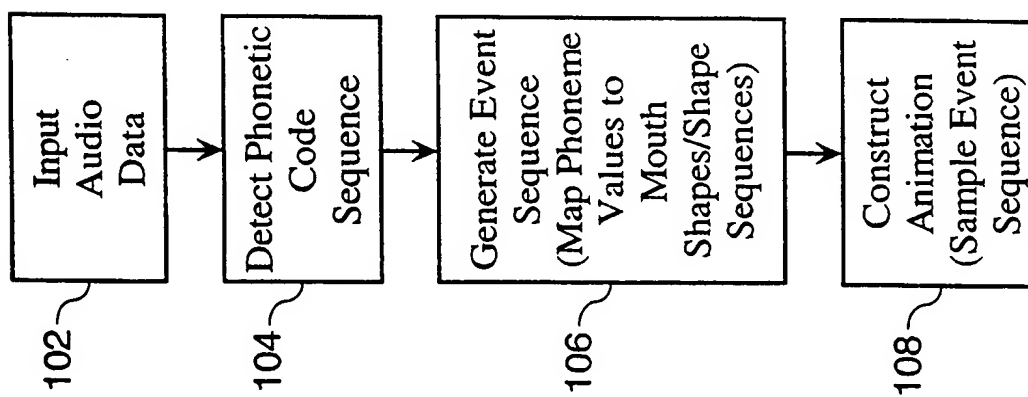 102
Input
Audio
Data
104
Detect Phonetic
Code
Sequence
106
Generate Event
Sequence
(Map Phoneme
Values to
Mouth
Shapes/Shape
Sequences)
108
Construct
Animation
(Sample Event
Sequence)